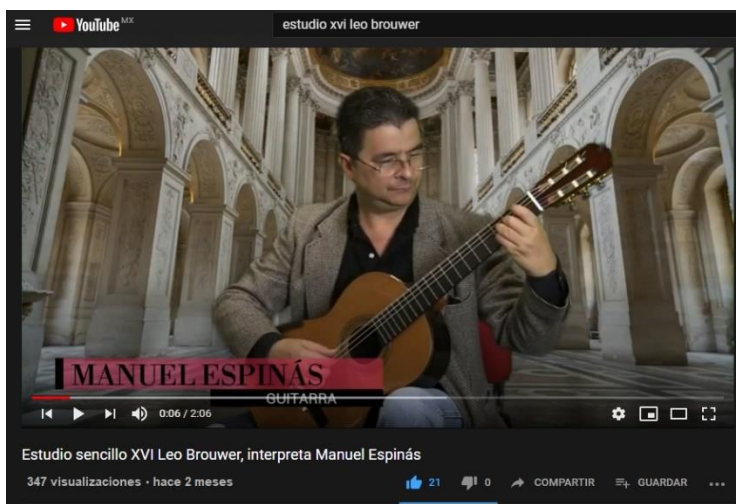 YouTube MX
estudio xvi leo brouwer
MANUEL ESPINÁS
GUITARRA
0:06 / 2:06
Estudio sencillo XVI Leo Brouwer, interpreta Manuel Espinás
347 visualizaciones · hace 2 meses
21
0
COMPARTIR
GUARDAR